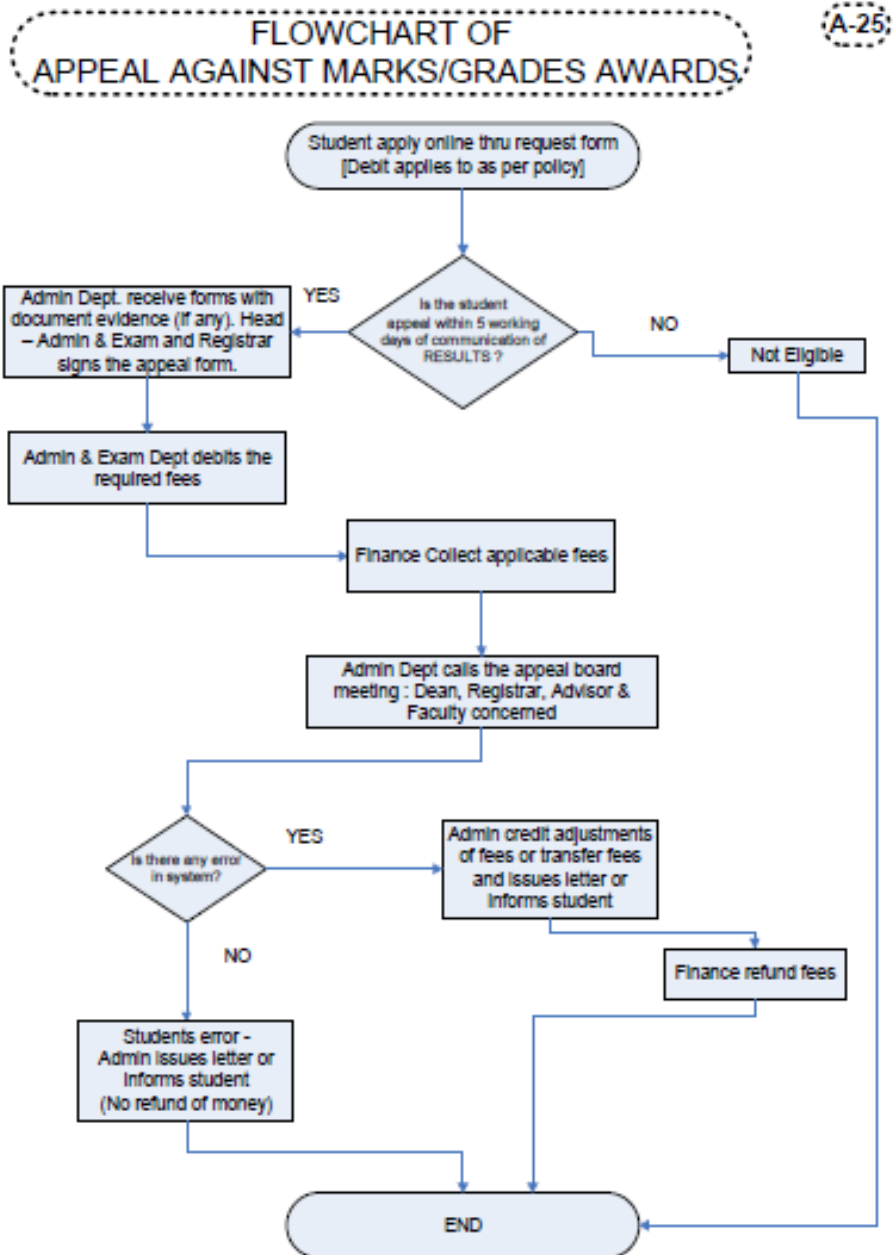 FLOWCHART OF
APPEAL AGAINST MARKS/GRADES AWARDS
A-25
Student apply online thru request form
[Debit applies to as per policy]
Is the student
appeal within 5 working
days of communication of
RESULTS ?
YES
NO
Admin Dept. receive forms with
document evidence (if any). Head
– Admin & Exam and Registrar
signs the appeal form.
Not Eligible
Admin & Exam Dept debits the
required fees
Finance Collect applicable fees
Admin Dept calls the appeal board
meeting : Dean, Registrar, Advisor &
Faculty concerned
Is there any error
in system?
YES
Admin credit adjustments
of fees or transfer fees
and issues letter or
informs student
NO
Finance refund fees
Students error -
Admin issues letter or
informs student
(No refund of money)
END